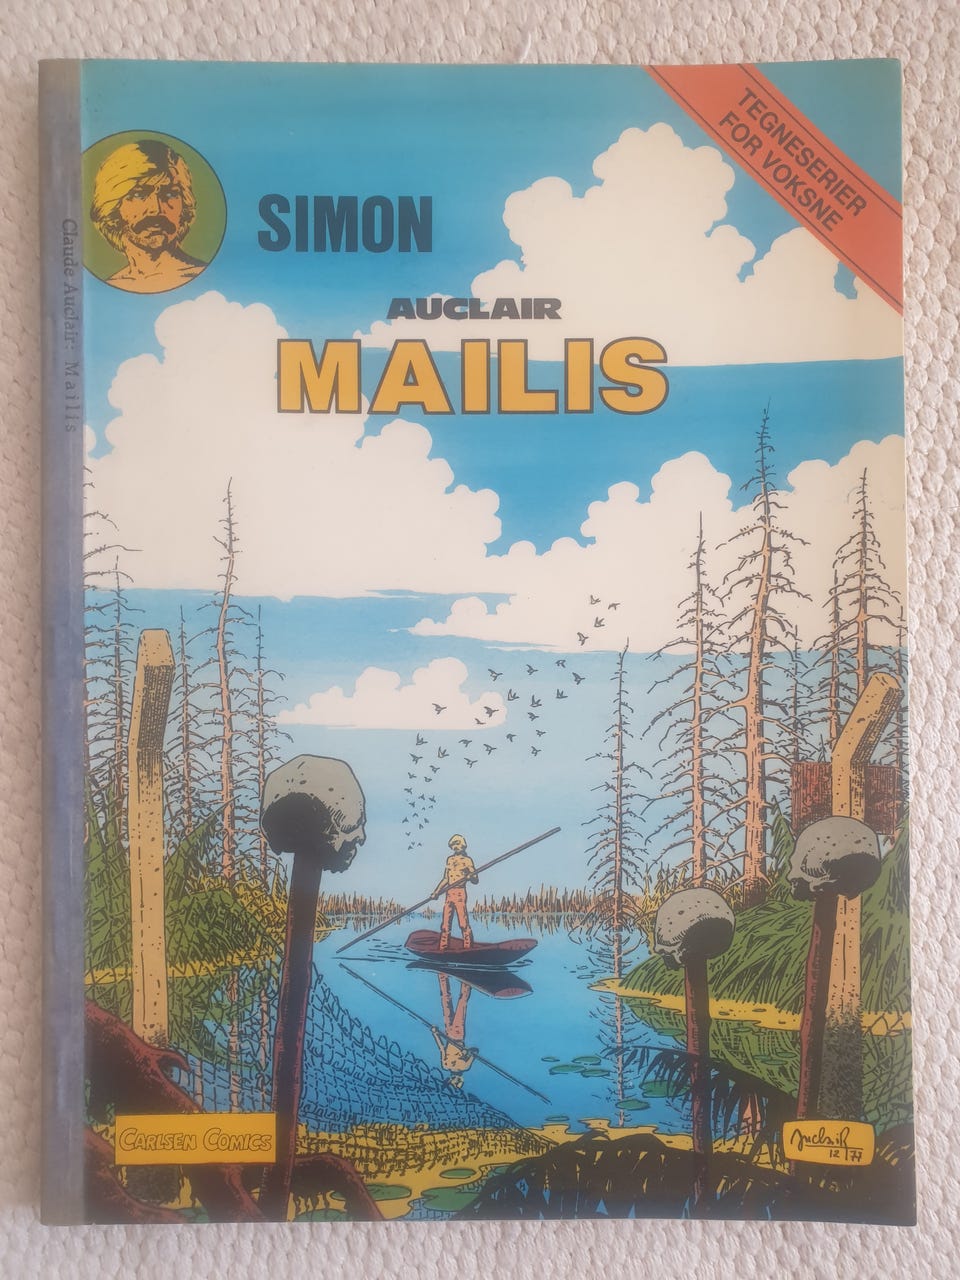 TEGNESERIER
FOR VOKSNE
SIMON
AUCLAIR
MAILIS
Claude Auclair: Mailis
CARLSEN COMICS
Auclair
12 77